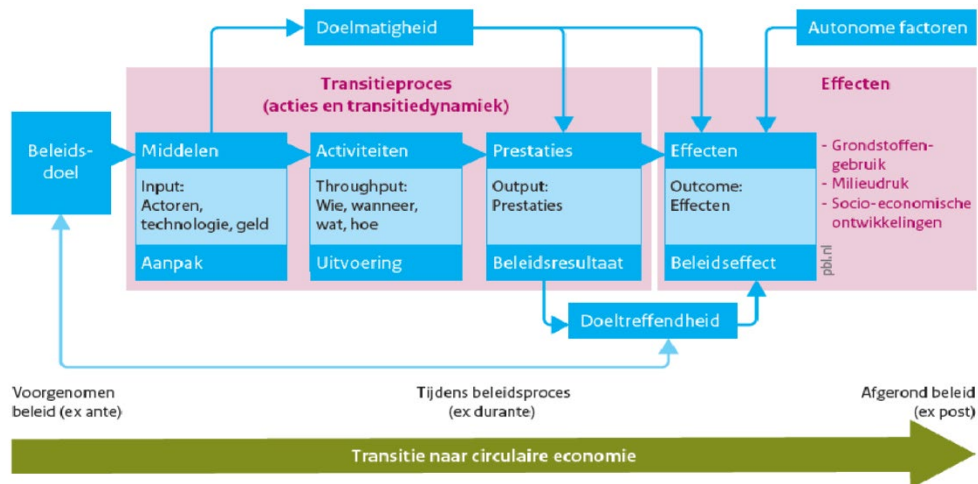 Doelmatigheid
Autonome factoren
Transitieproces
(acties en transitiedynamiek)
Effecten
Beleids-
doel
Middelen
Input:
Actoren,
technologie, geld
Aanpak
Activiteiten
Throughput:
Wie, wanneer,
wat, hoe
Uitvoering
Prestaties
Output:
Prestaties
Beleidsresultaat
Effecten
Outcome:
Effecten
Beleidseffect
- Grondstoffen-
gebruik
- Milieudruk
- Socio-economische
ontwikkelingen
pbl.nl
Doeltreffendheid
Voorgenomen
beleid (ex ante)
Tijdens beleidsproces
(ex durante)
Afgerond beleid
(ex post)
Transitie naar circulaire economie